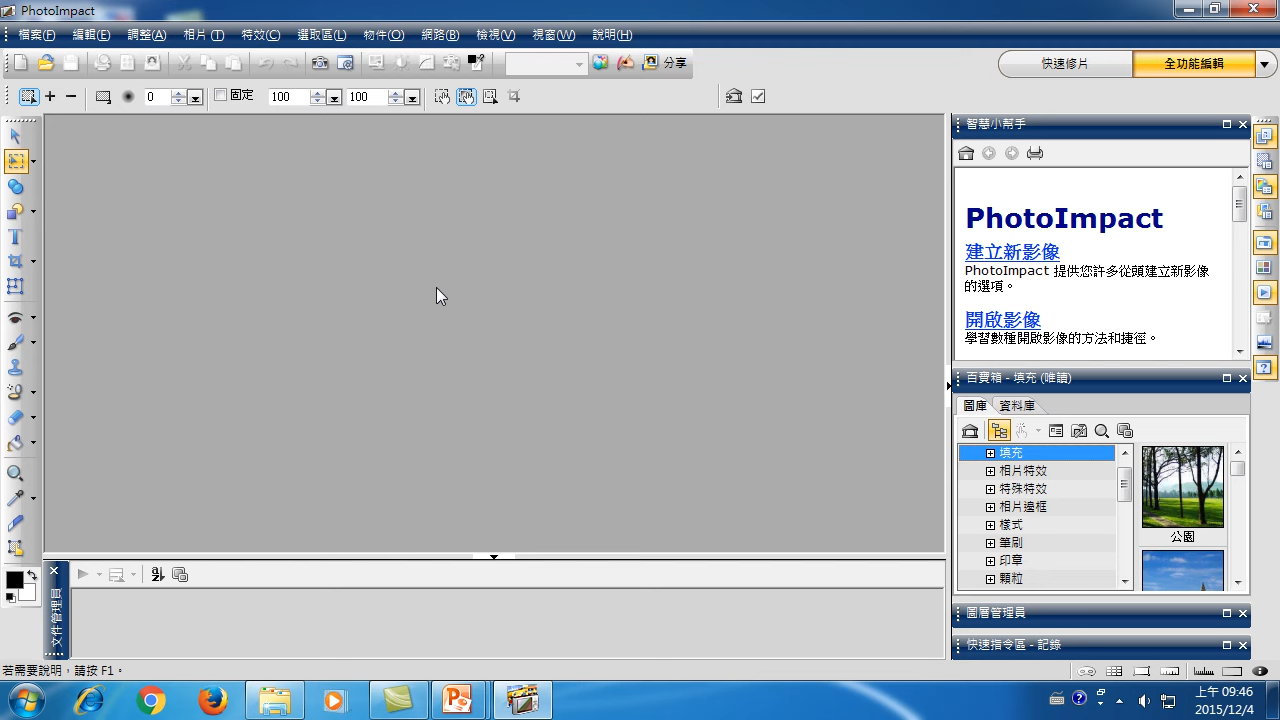 PhotoImpact
檔案(F) 編輯(E) 調整(A) 相片 (T) 特效(C) 選取區(L) 物件(O) 網路(B) 檢視(V) 視窗(W) 說明(H)
分享
快速修片 全功能編輯
0 固定 100 100
智慧小幫手
PhotoImpact
建立新影像
PhotoImpact 提供您許多從頭建立新影像
的選項。
開啟影像
學習數種開啟影像的方法和捷徑。
百寶箱 - 填充 (唯讀)
圖庫 資料庫
填充
相片特效
特殊特效
相片邊框
樣式
筆刷
印章
顆粒
公園
文件管理員
圖層管理員
快速指令區 - 記錄
若需要說明，請按 F1。
上午 09:46
2015/12/4